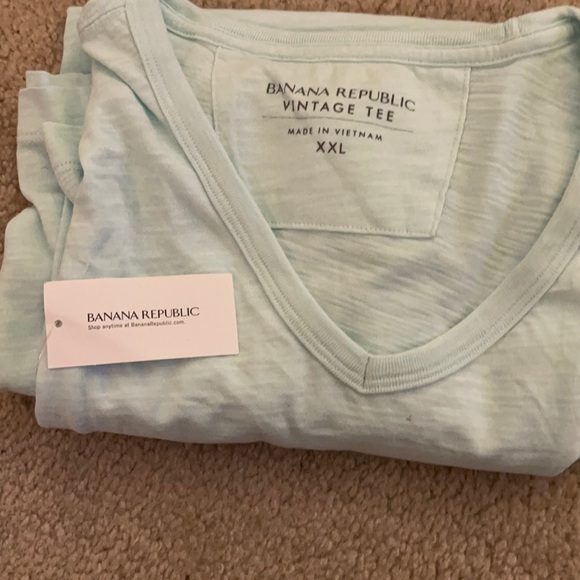 BANANA REPUBLIC
VINTAGE TEE
MADE IN VIETNAM
XXL
BANANA REPUBLIC
Shop anytime at BananaRepublic.com.